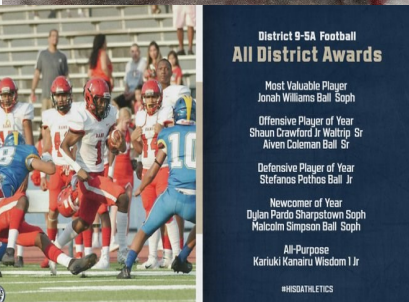 District 9-5A Football
All District Awards
Most Valuable Player
Jonah Williams Ball Soph
Offensive Player of Year
Shaun Crawford Jr Waltrip Sr
Aiven Coleman Ball Sr
Defensive Player of Year
Stefanos Pothos Ball Jr
Newcomer of Year
Dylan Pardo Sharpstown Soph
Malcolm Simpson Ball Soph
All-Purpose
Kariuki Kanairu Wisdom 1 Jr
#HISDATHLETICS
10